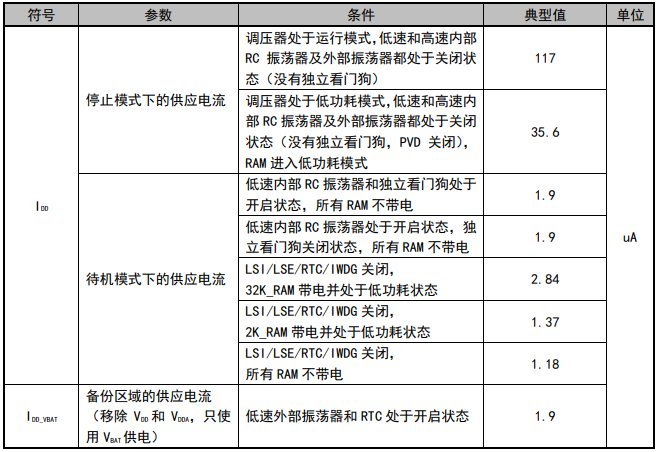 符号 参数 条件 典型值 单位
I_DD
停止模式下的供应电流
调压器处于运行模式,低速和高速内部
RC 振荡器及外部振荡器都处于关闭状
态(没有独立看门狗)
117
调压器处于低功耗模式,低速和高速内
部 RC 振荡器及外部振荡器都处于关闭
状态(没有独立看门狗, PVD 关闭),
RAM 进入低功耗模式
35.6
待机模式下的供应电流
低速内部 RC 振荡器和独立看门狗处于
开启状态, 所有 RAM 不带电
1.9
低速内部 RC 振荡器处于开启状态, 独
立看门狗关闭状态, 所有 RAM 不带电
1.9
LSI/LSE/RTC/IWDG 关闭,
32K_RAM 带电并处于低功耗状态
2.84
LSI/LSE/RTC/IWDG 关闭,
2K_RAM 带电并处于低功耗状态
1.37
LSI/LSE/RTC/IWDG 关闭,
所有 RAM 不带电
1.18
uA
I_DD_VBAT
备份区域的供应电流
(移除 V_DD 和 V_DDA, 只使
用 V_BAT 供电)
低速外部振荡器和 RTC 处于开启状态
1.9